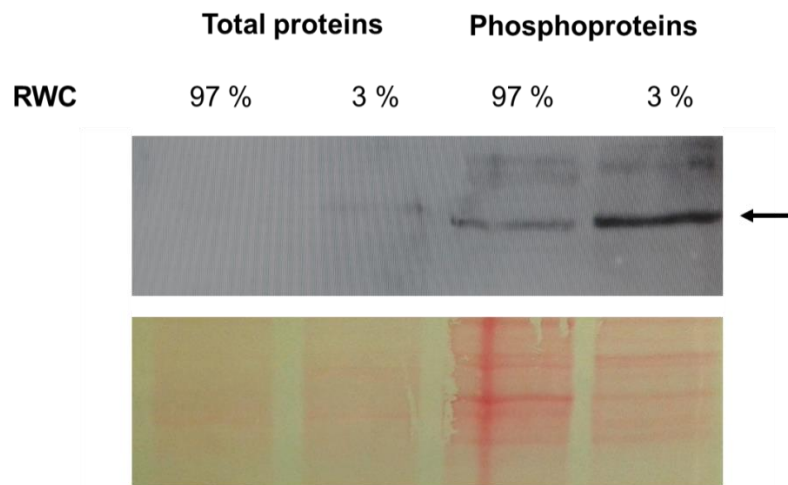 Total proteins Phosphoproteins
RWC 97 % 3 % 97 % 3 %